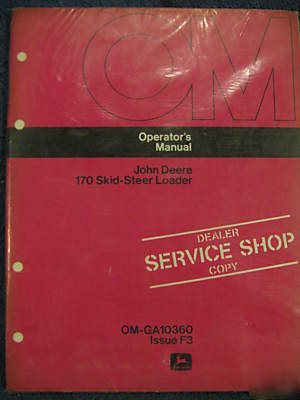 OM
Operator's
Manual
John Deere
170 Skid-Steer Loader
DEALER
SERVICE SHOP
COPY
OM-GA10360
Issue F3